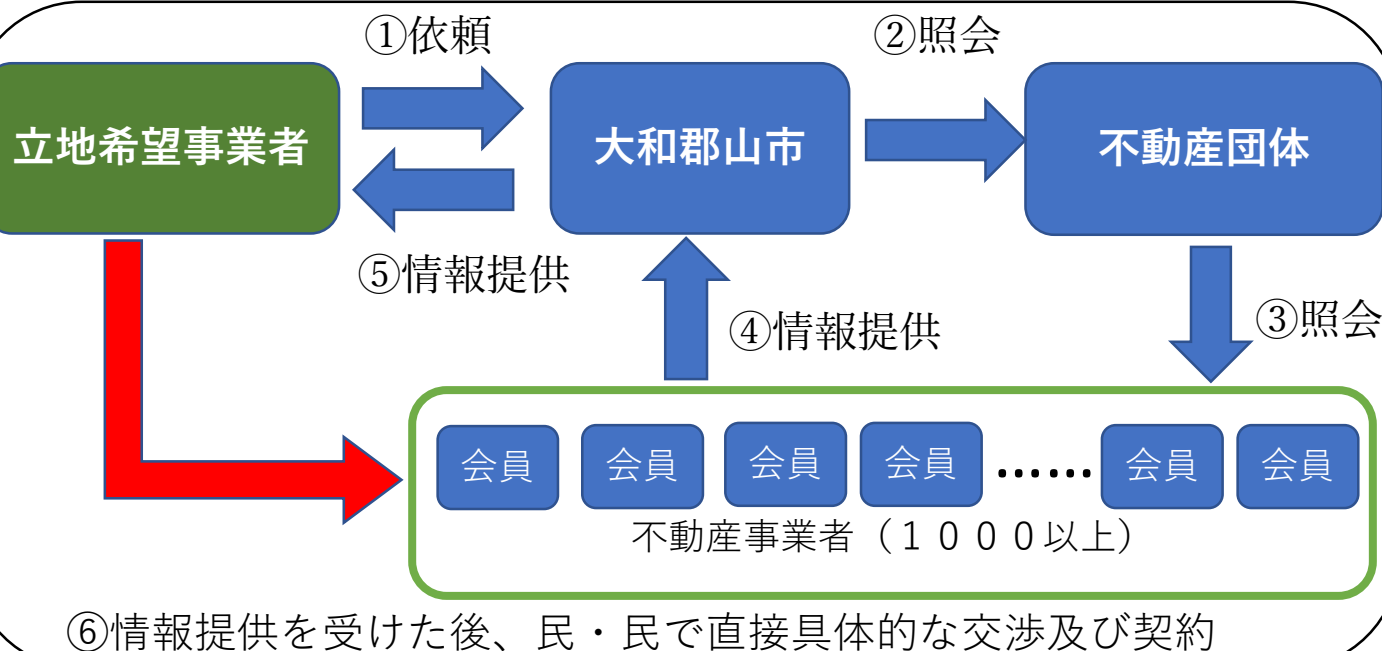 ①依頼
②照会
立地希望事業者
大和郡山市
不動産団体
⑤情報提供
④情報提供
③照会
会員
会員
会員
会員
……
会員
会員
不動産事業者（１０００以上）
⑥情報提供を受けた後、民・民で直接具体的な交渉及び契約